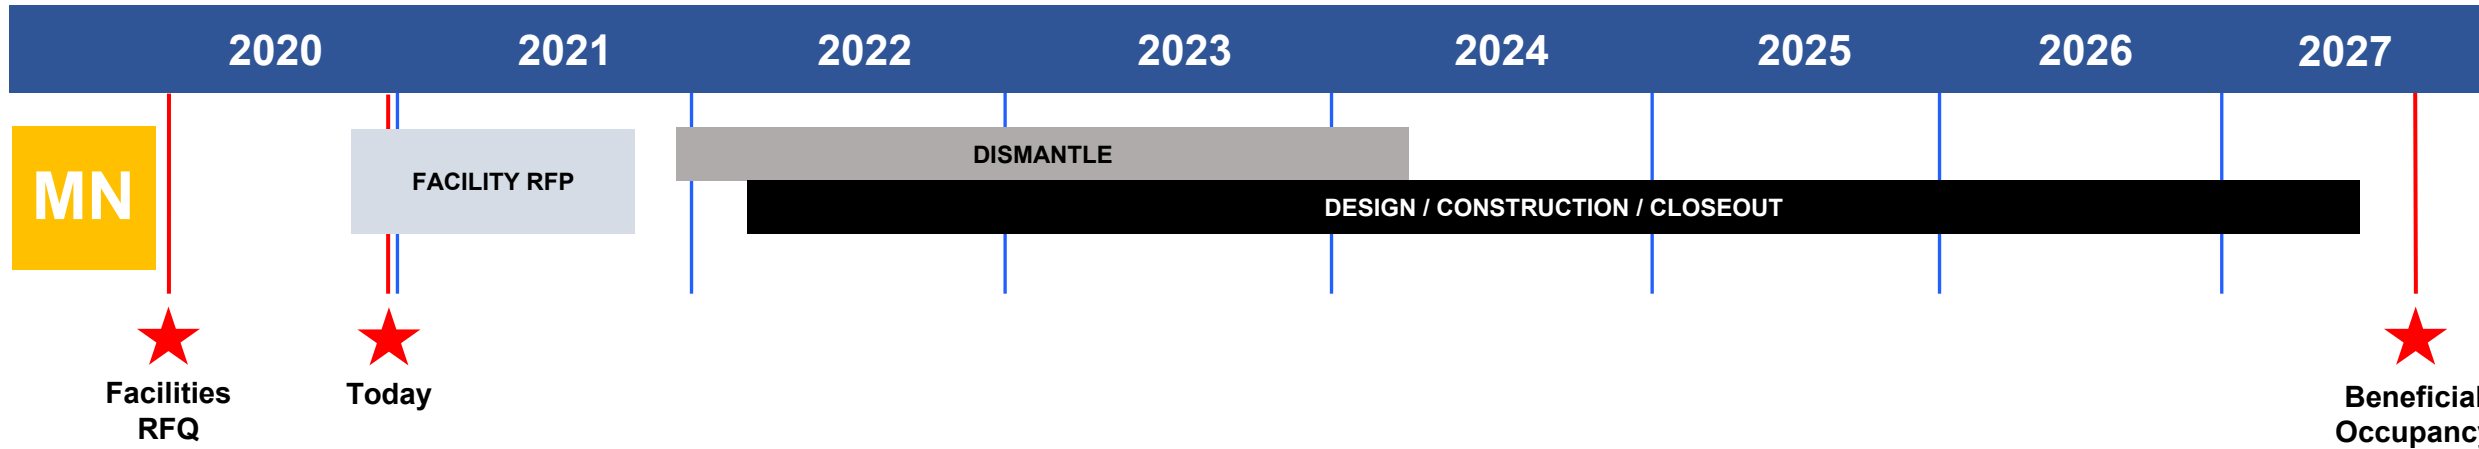 2020 2021 2022 2023 2024 2025 2026 2027
MN
FACILITY RFP
DISMANTLE
DESIGN / CONSTRUCTION / CLOSEOUT
Facilities
RFQ
Today
Beneficial
Occupancy